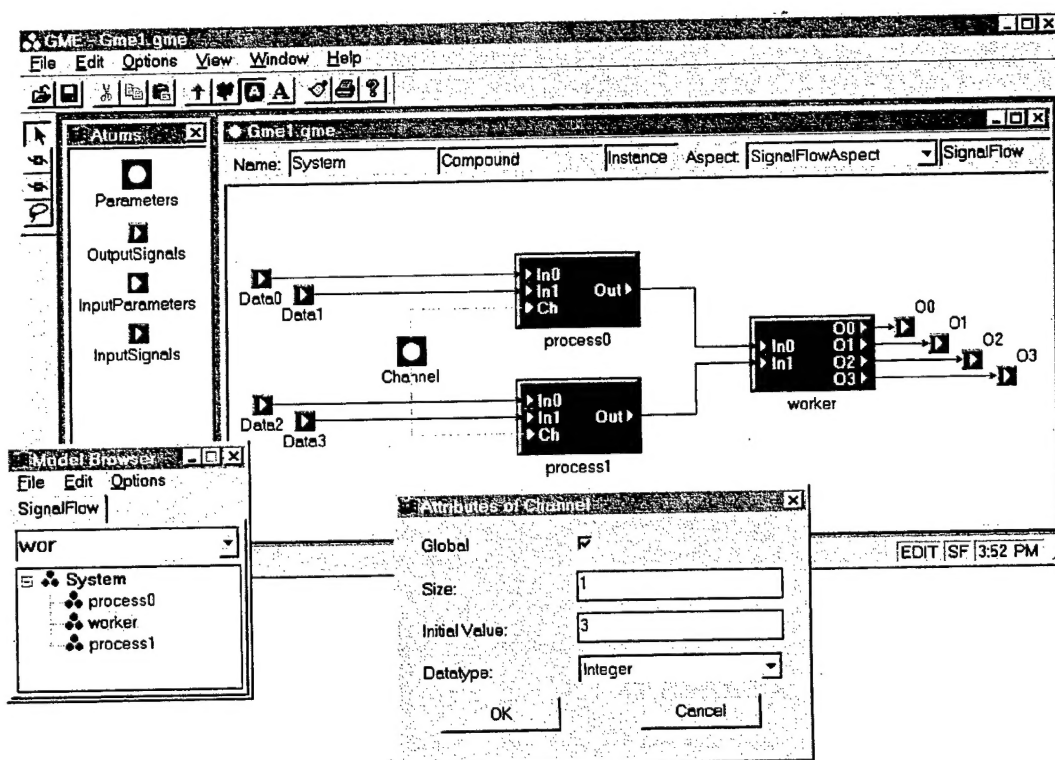 GME - Gme1.gme
File Edit Options View Window Help
A A ?
Atoms
Parameters
OutputSignals
InputParameters
InputSignals
Gme1.gme
Name: System Compound Instance Aspect: SignalFlowAspect SignalFlow
Data0
Data1
Channel
Data2
Data3
In0
In1
Ch
Out
process0
In0
In1
Ch
Out
process1
In0
In1
O0
O1
O2
O3
worker
O0
O1
O2
O3
EDIT SF 3:52 PM
Model Browser
File Edit Options
SignalFlow
wor
System
process0
worker
process1
Attributes of Channel
Global
Size: 1
Initial Value: 3
Datatype: Integer
OK Cancel